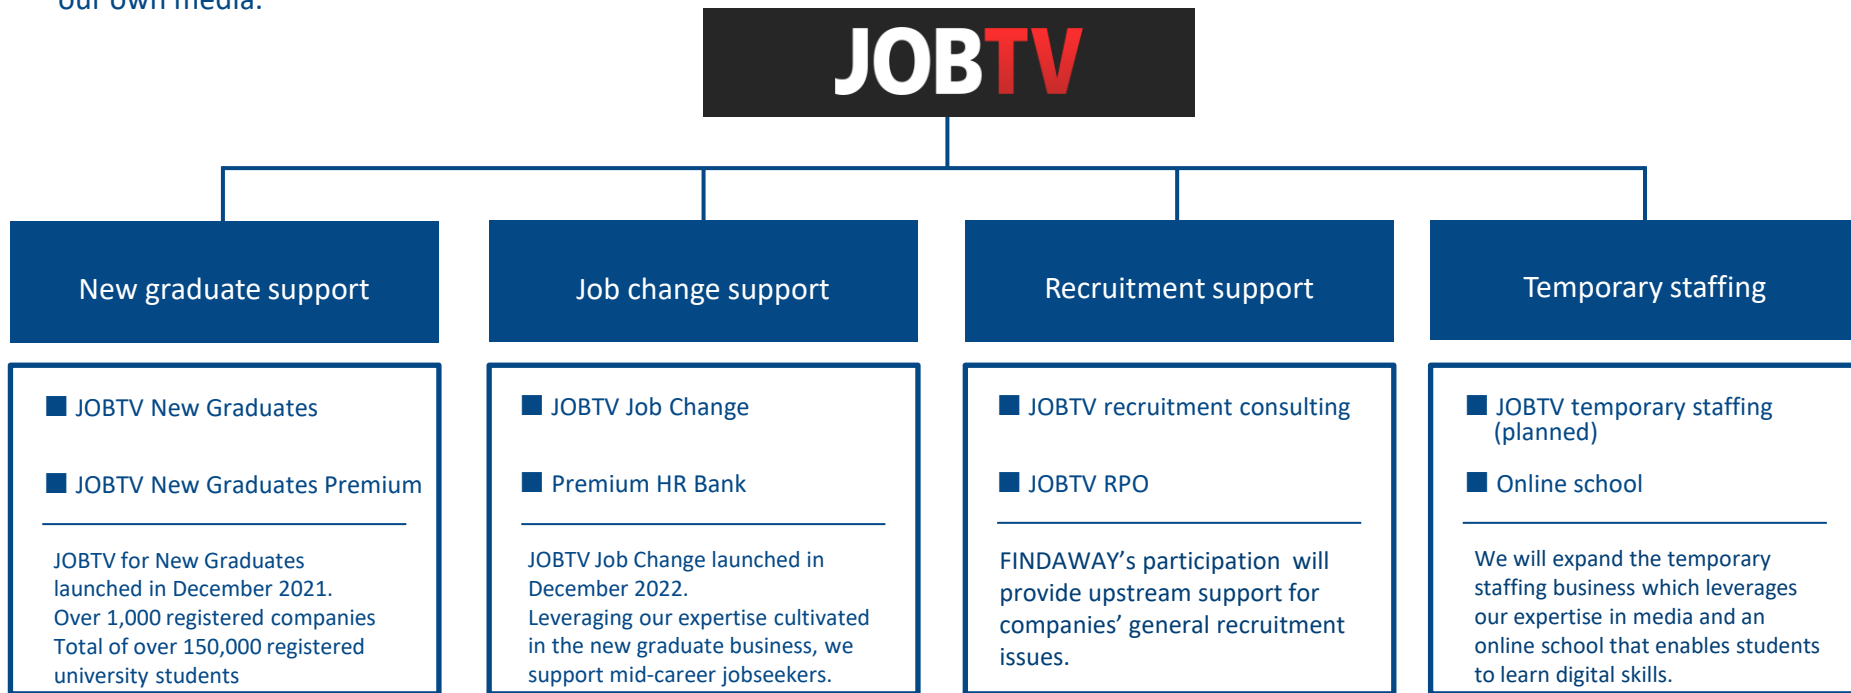 our own media.
JOBTV
New graduate support
Job change support
Recruitment support
Temporary staffing
■ JOBTV New Graduates
■ JOBTV New Graduates Premium
JOBTV for New Graduates
launched in December 2021.
Over 1,000 registered companies
Total of over 150,000 registered
university students
■ JOBTV Job Change
■ Premium HR Bank
JOBTV Job Change launched in
December 2022.
Leveraging our expertise cultivated
in the new graduate business, we
support mid-career jobseekers.
■ JOBTV recruitment consulting
■ JOBTV RPO
FINDAWAY’s participation will
provide upstream support for
companies’ general recruitment
issues.
■ JOBTV temporary staffing
(planned)
■ Online school
We will expand the temporary
staffing business which leverages
our expertise in media and an
online school that enables students
to learn digital skills.